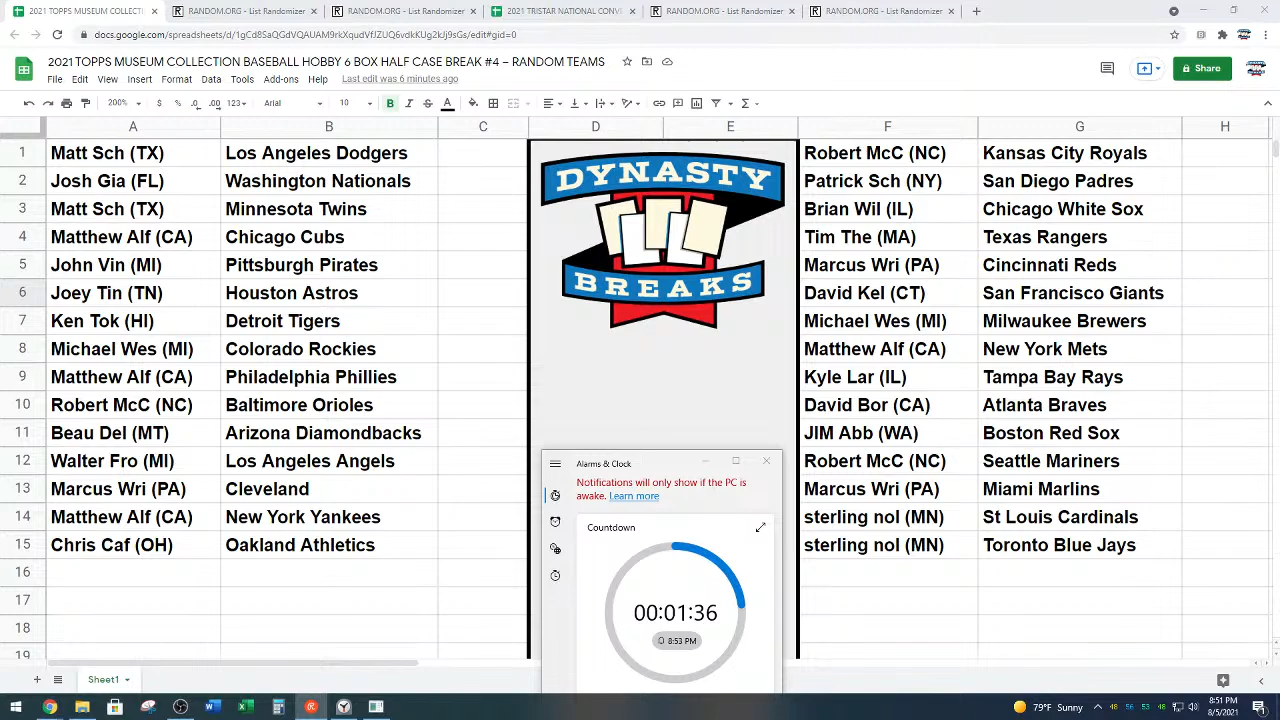 2021 TOPPS MUSEUM COLLECTI
RANDOM.ORG - List Randomizer
RANDOM.ORG - List Randomizer
2021 TRISTAR NATIONAL CONV
RANDOM.ORG - List Randomizer
RANDOM.ORG - List Randomizer
docs.google.com/spreadsheets/d/1gCd8SaQGdVQAUAM9rkXqudVfJZUQ6vdkKUg2kIJ9sGs/edit#gid=0
2021 TOPPS MUSEUM COLLECTION BASEBALL HOBBY 6 BOX HALF CASE BREAK #4 – RANDOM TEAMS
File Edit View Insert Format Data Tools Add-ons Help Last edit was 6 minutes ago
Share
200% $ % .0 .00 123 Arial 10 B I S A
A B C D E F G H
1 Matt Sch (TX) Los Angeles Dodgers Robert McC (NC) Kansas City Royals
2 Josh Gia (FL) Washington Nationals Patrick Sch (NY) San Diego Padres
3 Matt Sch (TX) Minnesota Twins Brian Wil (IL) Chicago White Sox
4 Matthew Alf (CA) Chicago Cubs Tim The (MA) Texas Rangers
5 John Vin (MI) Pittsburgh Pirates Marcus Wri (PA) Cincinnati Reds
6 Joey Tin (TN) Houston Astros David Kel (CT) San Francisco Giants
7 Ken Tok (HI) Detroit Tigers Michael Wes (MI) Milwaukee Brewers
8 Michael Wes (MI) Colorado Rockies Matthew Alf (CA) New York Mets
9 Matthew Alf (CA) Philadelphia Phillies Kyle Lar (IL) Tampa Bay Rays
10 Robert McC (NC) Baltimore Orioles David Bor (CA) Atlanta Braves
11 Beau Del (MT) Arizona Diamondbacks JIM Abb (WA) Boston Red Sox
12 Walter Fro (MI) Los Angeles Angels Robert McC (NC) Seattle Mariners
13 Marcus Wri (PA) Cleveland Marcus Wri (PA) Miami Marlins
14 Matthew Alf (CA) New York Yankees sterling nol (MN) St Louis Cardinals
15 Chris Caf (OH) Oakland Athletics sterling nol (MN) Toronto Blue Jays
16
17
18
19
DYNASTY
BREAKS
Alarms & Clock
Notifications will only show if the PC is
awake. Learn more
Countdown
00:01:36
8:53 PM
Sheet1
79°F Sunny
48 56 53 48
8:51 PM
8/5/2021